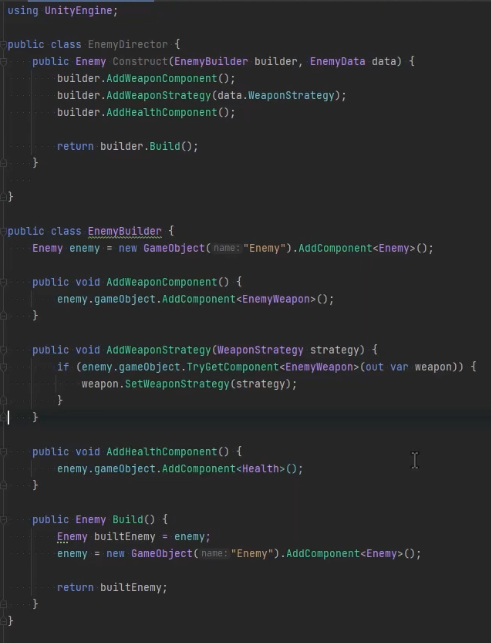 using UnityEngine;
public class EnemyDirector {
public Enemy Construct(EnemyBuilder builder, EnemyData data) {
builder.AddWeaponComponent();
builder.AddWeaponStrategy(data.WeaponStrategy);
builder.AddHealthComponent();
return builder.Build();
}
}
public class EnemyBuilder {
Enemy enemy = new GameObject( name: "Enemy").AddComponent<Enemy>();
public void AddWeaponComponent() {
enemy.gameObject.AddComponent<EnemyWeapon>();
}
public void AddWeaponStrategy(WeaponStrategy strategy) {
if (enemy.gameObject.TryGetComponent<EnemyWeapon>(out var weapon)) {
weapon.SetWeaponStrategy(strategy);
}
}
public void AddHealthComponent() {
enemy.gameObject.AddComponent<Health>();
}
public Enemy Build() {
Enemy builtEnemy = enemy;
enemy = new GameObject( name: "Enemy").AddComponent<Enemy>();
return builtEnemy;
}
}